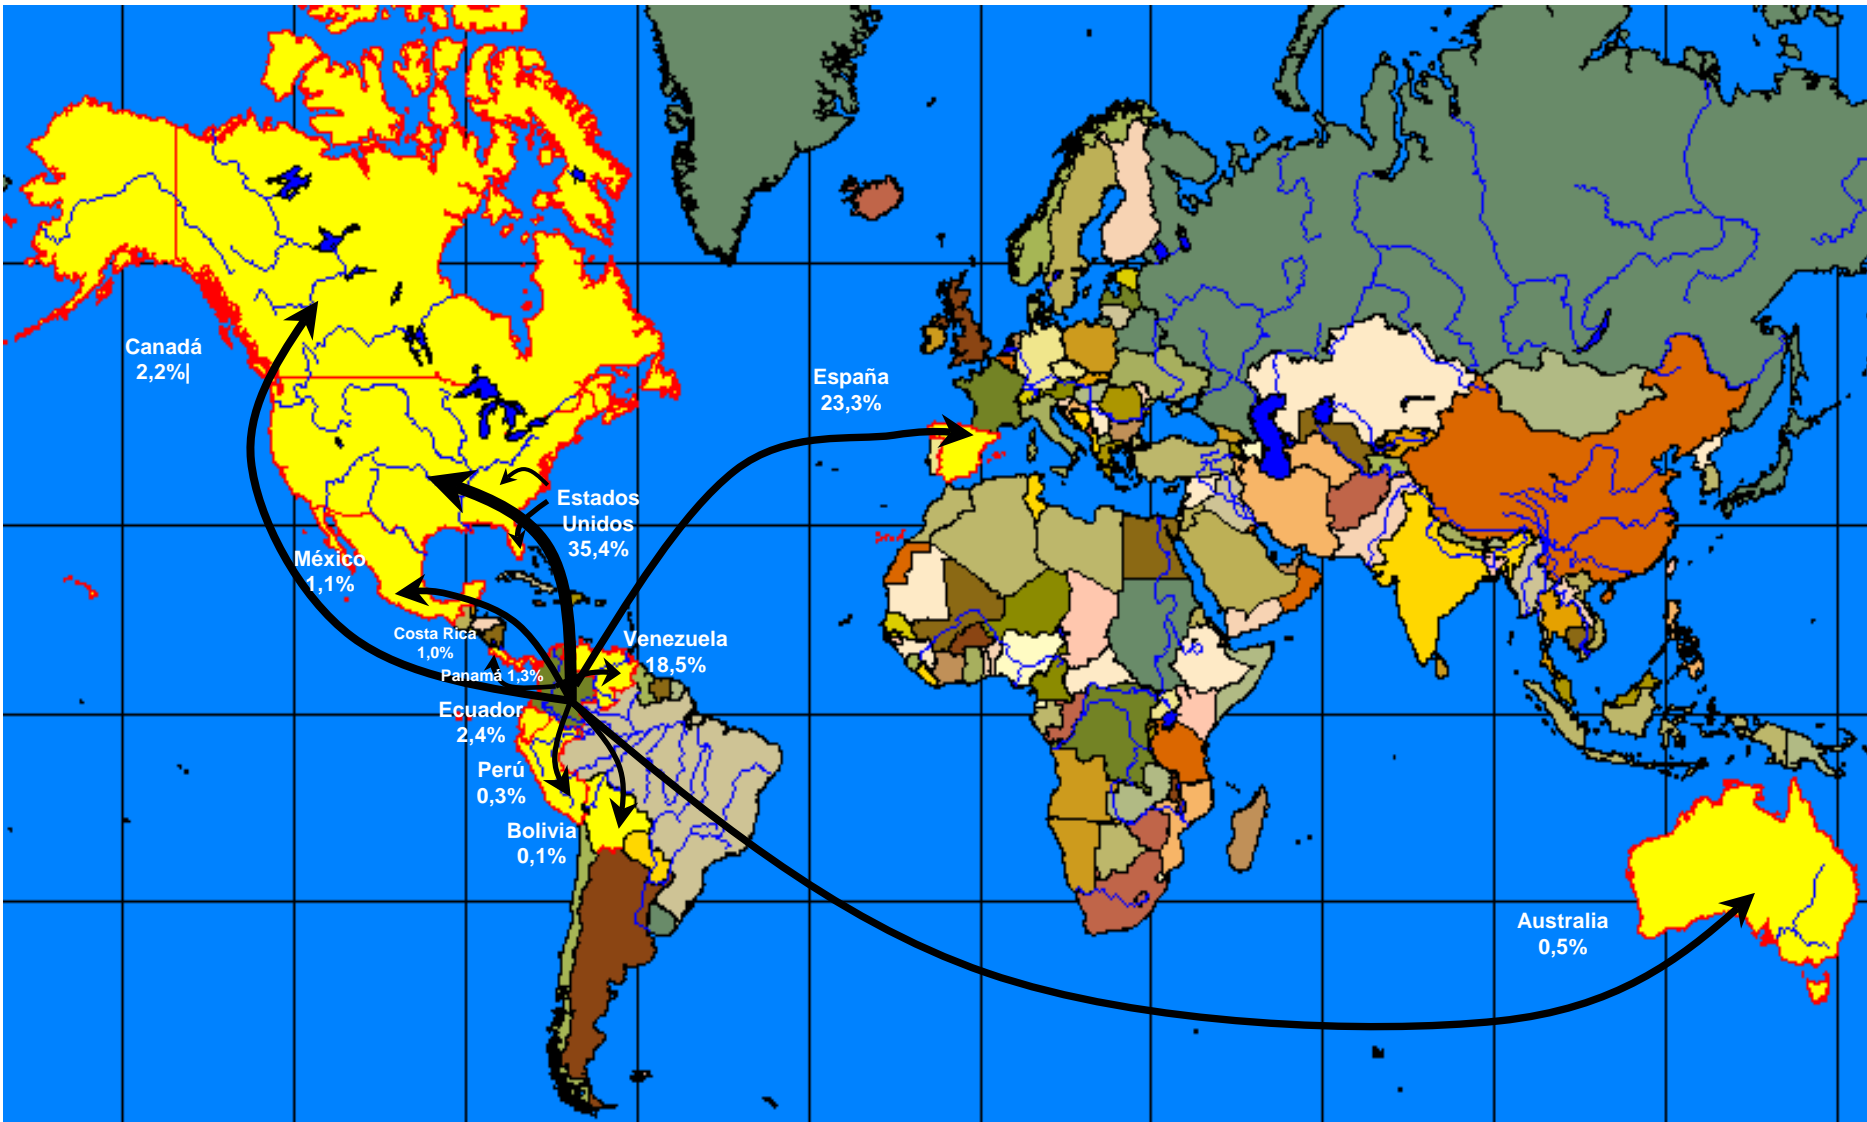 Canadá
2,2%|
España
23,3%
Estados
Unidos
35,4%
México
1,1%
Costa Rica
1,0%
Venezuela
18,5%
Panamá 1,3%
Ecuador
2,4%
Perú
0,3%
Bolivia
0,1%
Australia
0,5%